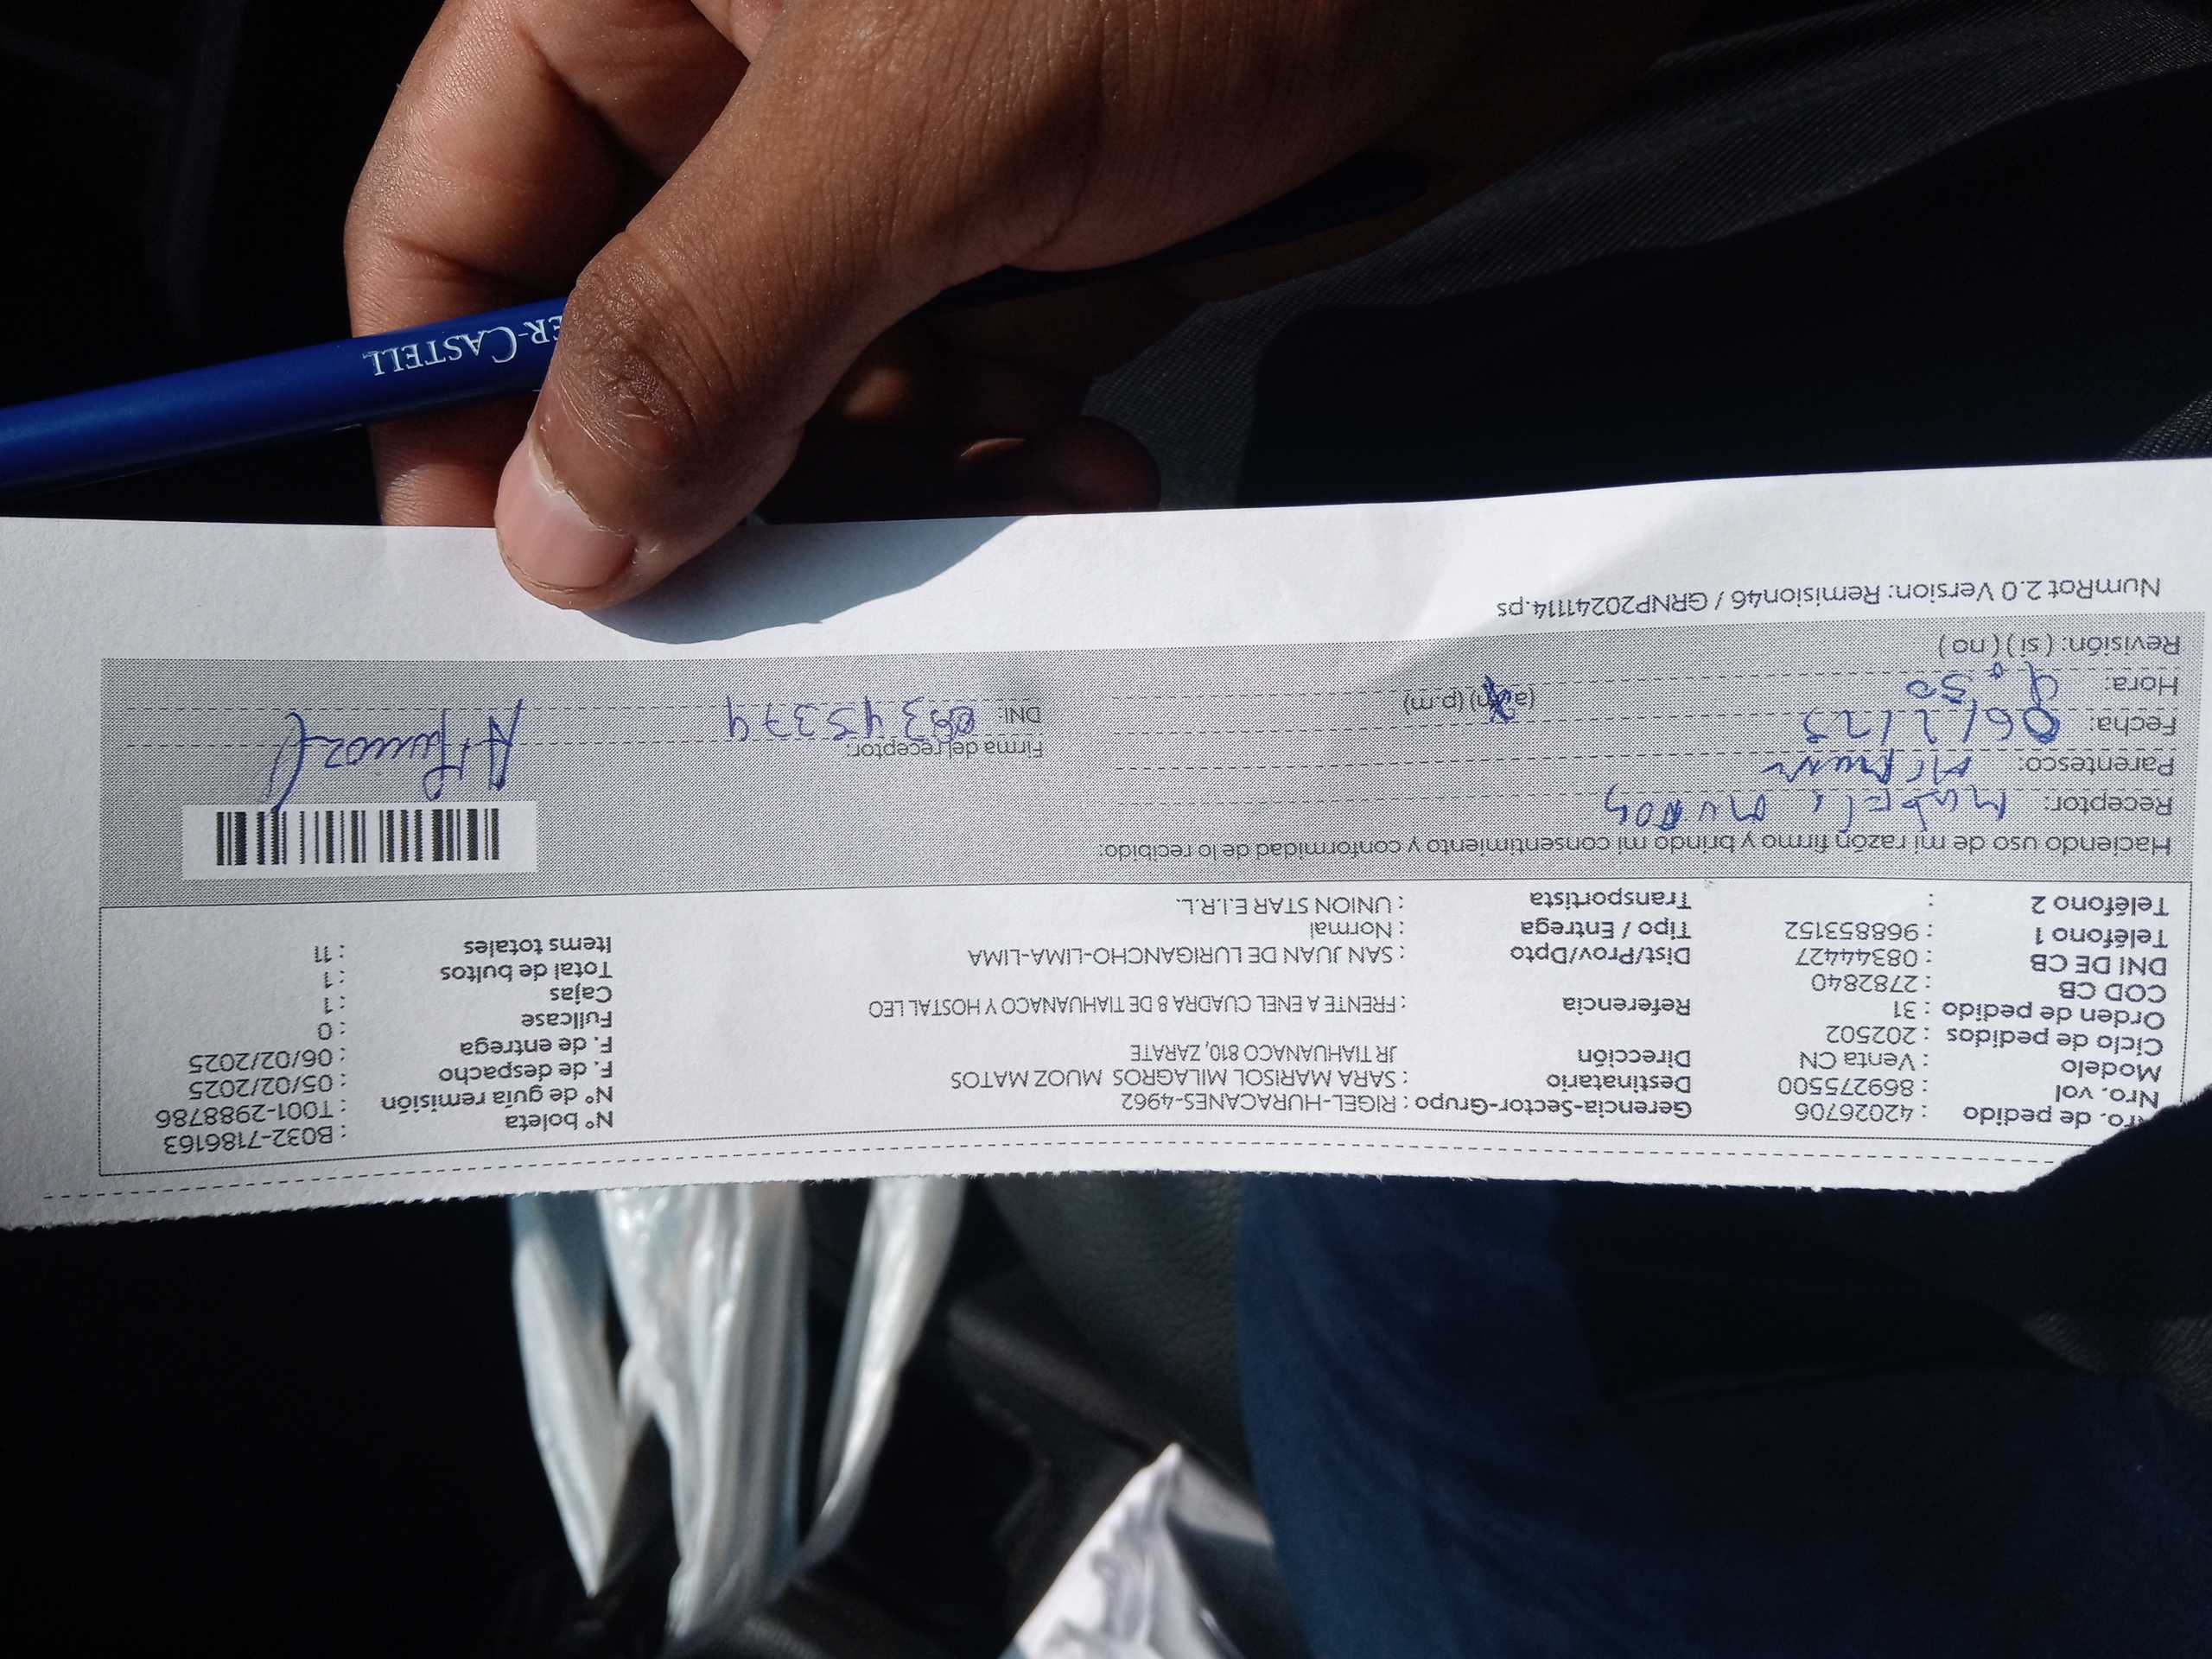 Nro. de pedido : 42026706 Gerencia-Sector-Grupo : RIGEL-HURACANES-4962 N° boleta : B032-7186163
Nro. vol : 869275500 Destinatario : SARA MARISOL MILAGROS MUOZ MATOS N° de guía remisión : T001-2988786
Modelo : Venta CN Dirección JR TIAHUANACO 810, ZARATE F. de despacho : 05/02/2025
Ciclo de pedidos : 202502 F. de entrega : 06/02/2025
Orden de pedido : 31 Referencia : FRENTE A ENEL CUADRA 8 DE TIAHUANACO Y HOSTAL LEO Fullcase : 0
COD CB : 2782840 Cajas : 1
DNI DE CB : 08344427 Dist/Prov/Dpto : SAN JUAN DE LURIGANCHO-LIMA-LIMA Total de bultos : 1
Teléfono 1 : 968853152 Tipo / Entrega : Normal Items totales : 11
Teléfono 2 : Transportista : UNION STAR E.I.R.L.
Haciendo uso de mi razón firmo y brindo mi consentimiento y conformidad de lo recibido:
Receptor: Muñoz
Parentesco:
Fecha: 06/2/25 Firma del receptor:
Hora: 9:50 (a.m) (p.m) DNI:
Revisión: ( si ) ( no )
NumRot 2.0 Version: Remision46 / GRNP20241114.ps
ER-CASTELL